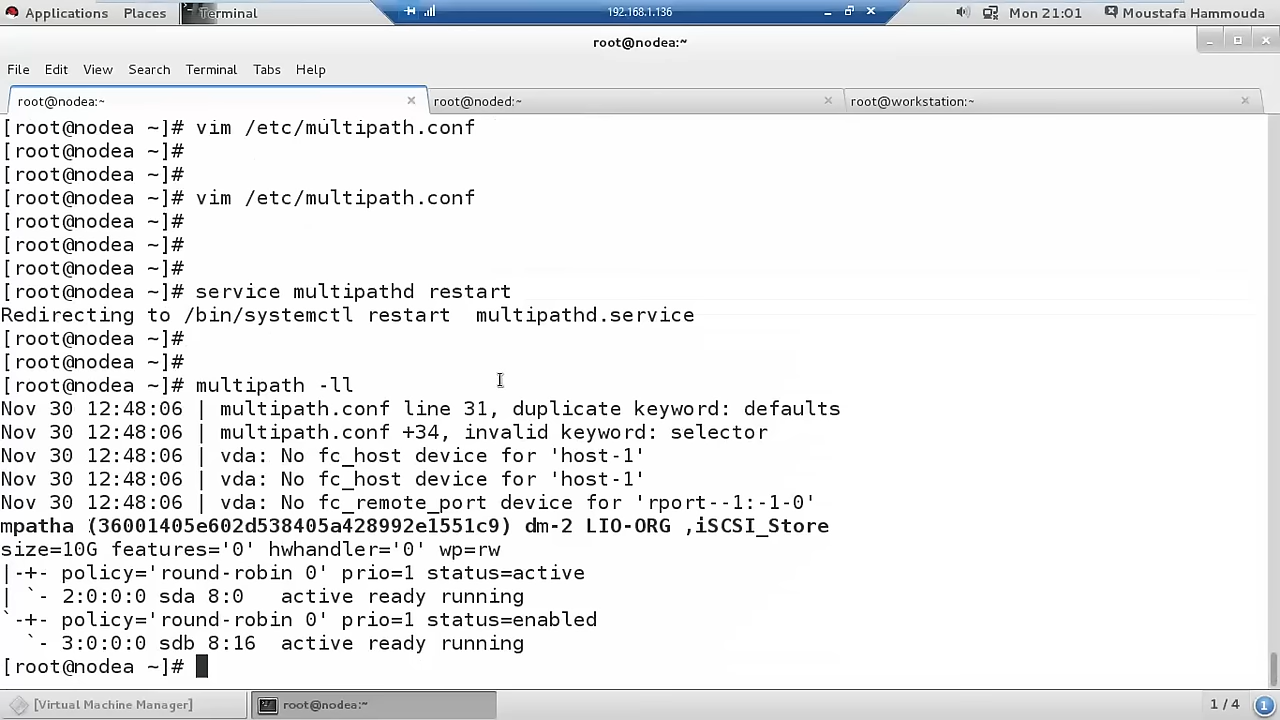 Applications Places Terminal 192.168.1.136 Mon 21:01 Moustafa Hammouda
root@nodea:~
File Edit View Search Terminal Tabs Help
root@nodea:~ root@noded:~ root@workstation:~
[root@nodea ~]# vim /etc/multipath.conf
[root@nodea ~]#
[root@nodea ~]#
[root@nodea ~]# vim /etc/multipath.conf
[root@nodea ~]#
[root@nodea ~]#
[root@nodea ~]#
[root@nodea ~]# service multipathd restart
Redirecting to /bin/systemctl restart  multipathd.service
[root@nodea ~]#
[root@nodea ~]#
[root@nodea ~]# multipath -ll
Nov 30 12:48:06 | multipath.conf line 31, duplicate keyword: defaults
Nov 30 12:48:06 | multipath.conf +34, invalid keyword: selector
Nov 30 12:48:06 | vda: No fc_host device for 'host-1'
Nov 30 12:48:06 | vda: No fc_host device for 'host-1'
Nov 30 12:48:06 | vda: No fc_remote_port device for 'rport--1:-1-0'
mpatha (36001405e602d538405a428992e1551c9) dm-2 LIO-ORG ,iSCSI_Store
size=10G features='0' hwhandler='0' wp=rw
|-+- policy='round-robin 0' prio=1 status=active
| `- 2:0:0:0 sda 8:0   active ready running
`-+- policy='round-robin 0' prio=1 status=enabled
  `- 3:0:0:0 sdb 8:16  active ready running
[root@nodea ~]#
[Virtual Machine Manager] root@nodea:~ 1 / 4 1